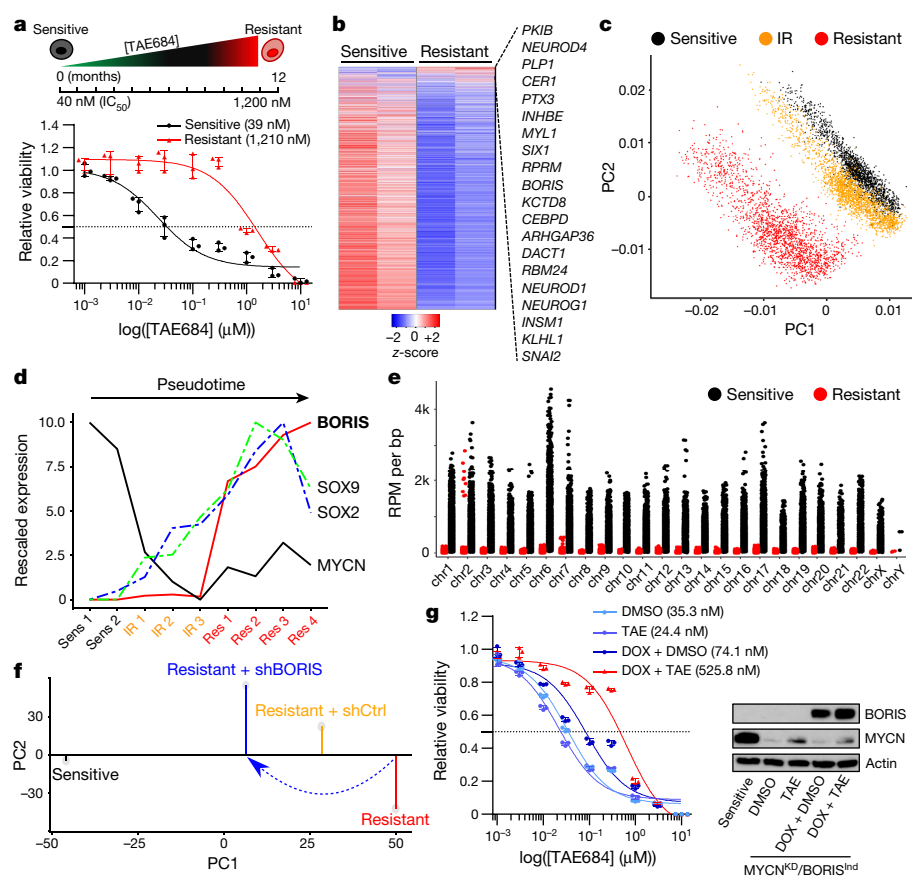 a
Sensitive
Resistant
[TAE684]
0 (months)
12
40 nM (IC50)
1,200 nM
Sensitive (39 nM)
Resistant (1,210 nM)
1.4
1.2
1.0
0.8
0.6
0.4
0.2
0
Relative viability
10−3
10−2
10−1
100
101
log([TAE684] (μM))
b
Sensitive Resistant
−2 0 +2
z-score
PKIB
NEUROD4
PLP1
CER1
PTX3
INHBE
MYL1
SIX1
RPRM
BORIS
KCTD8
CEBPD
ARHGAP36
DACT1
RBM24
NEUROD1
NEUROG1
INSM1
KLHL1
SNAI2
c
Sensitive IR Resistant
0.02
0.01
0
−0.01
PC2
−0.02
−0.01
0
0.01
PC1
d
Pseudotime
10.0
7.5
5.0
2.5
0
Rescaled expression
BORIS
SOX9
SOX2
MYCN
Sens 1
Sens 2
IR 1
IR 2
IR 3
Res 1
Res 2
Res 3
Res 4
e
Sensitive Resistant
4k
2k
0
RPM per bp
chr1
chr2
chr3
chr4
chr5
chr6
chr7
chr8
chr9
chr10
chr11
chr12
chr13
chr14
chr15
chr16
chr17
chr18
chr19
chr20
chr21
chr22
chrX
chrY
f
Resistant + shBORIS
Resistant + shCtrl
Sensitive
Resistant
30
0
−30
PC2
−50
−25
0
25
50
PC1
g
DMSO (35.3 nM)
TAE (24.4 nM)
DOX + DMSO (74.1 nM)
DOX + TAE (525.8 nM)
1.2
1.0
0.8
0.6
0.4
0.2
0
Relative viability
10−3
10−2
10−1
100
101
log([TAE684] (μM))
BORIS
MYCN
Actin
Sensitive
DMSO
TAE
DOX + DMSO
DOX + TAE
MYCNKD/BORISInd